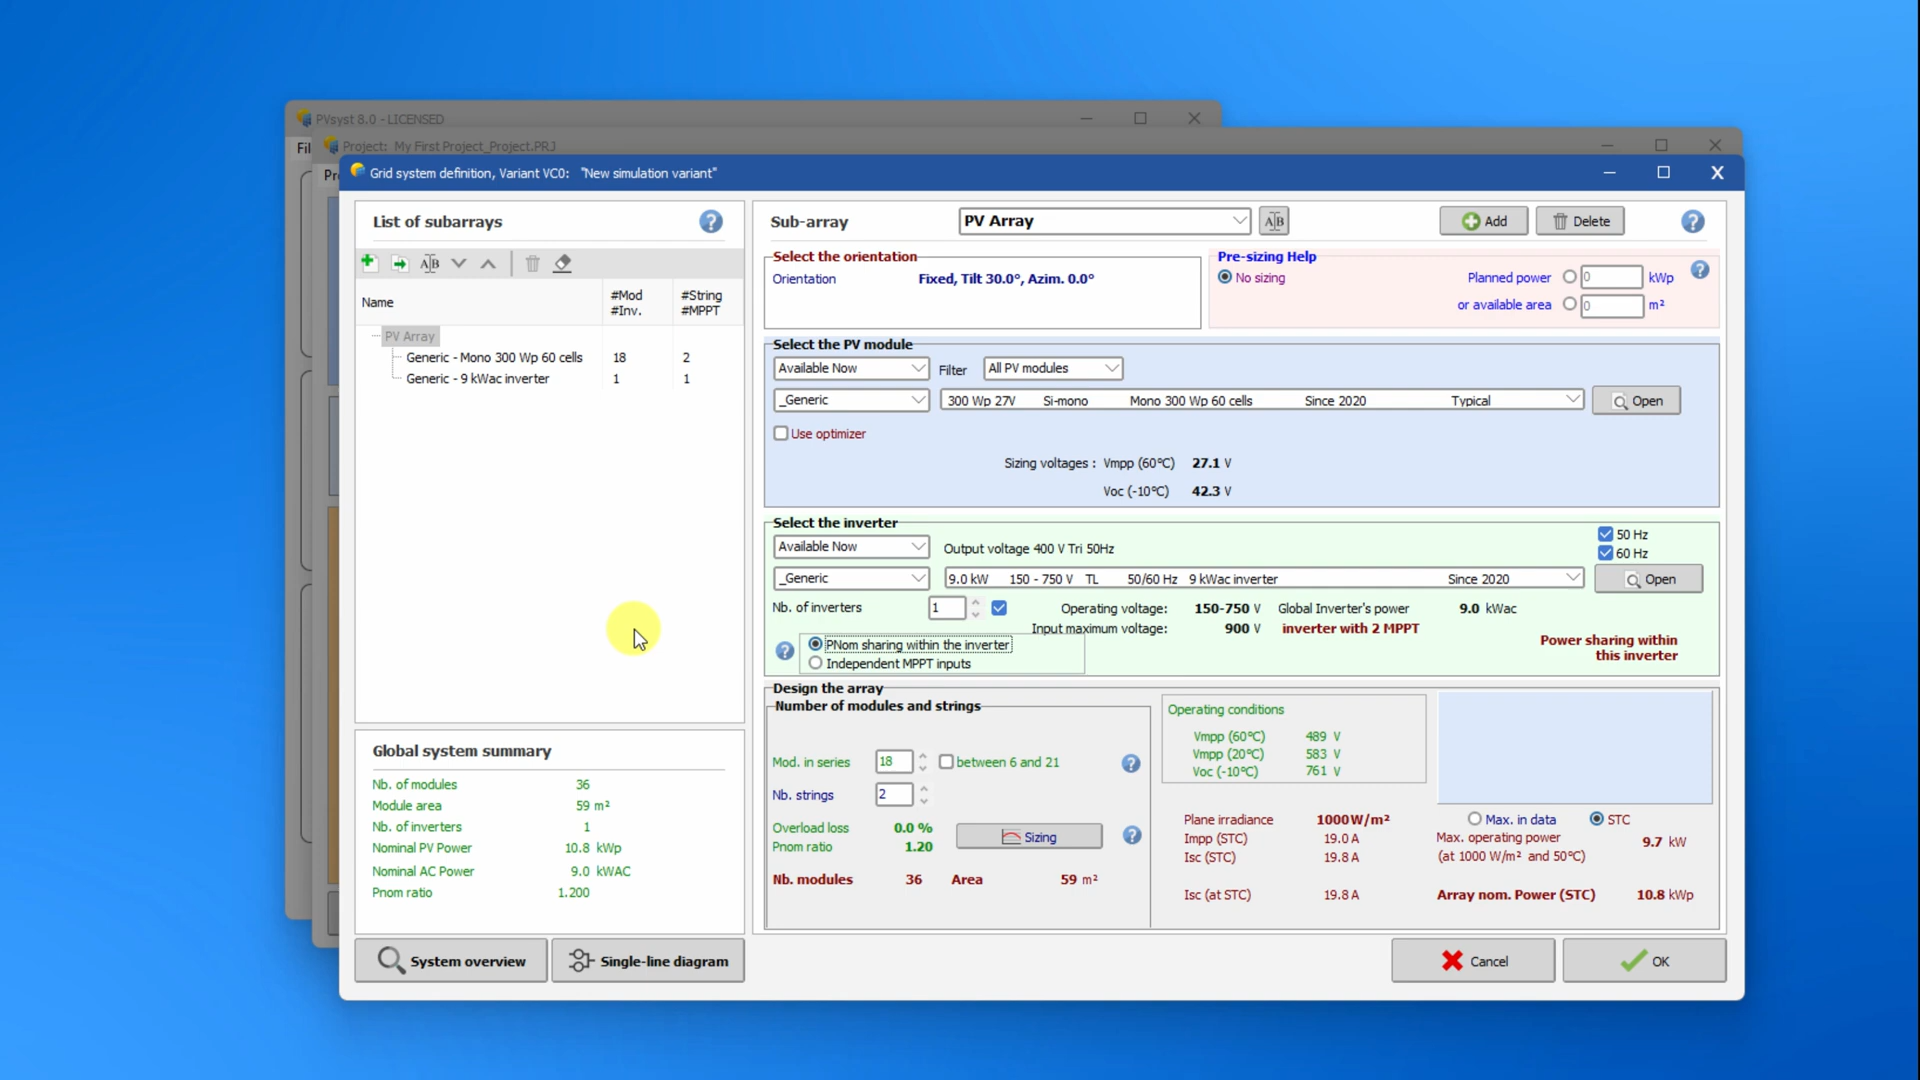 PVsyst 8.0 - LICENSED
Fil
Project: My First Project_Project.PRJ
Pr
Grid system definition, Variant VC0: "New simulation variant"
List of subarrays
Name
#Mod
#Inv.
#String
#MPPT
PV Array
Generic - Mono 300 Wp 60 cells 18 2
Generic - 9 kWac inverter 1 1
Global system summary
Nb. of modules 36
Module area 59 m²
Nb. of inverters 1
Nominal PV Power 10.8 kWp
Nominal AC Power 9.0 kWAC
Pnom ratio 1.200
System overview
Single-line diagram
Sub-array PV Array Add Delete
Select the orientation
Orientation Fixed, Tilt 30.0°, Azim. 0.0°
Pre-sizing Help
No sizing Planned power 0 kWp
or available area 0 m²
Select the PV module
Available Now Filter All PV modules
_Generic 300 Wp 27V Si-mono Mono 300 Wp 60 cells Since 2020 Typical Open
Use optimizer
Sizing voltages : Vmpp (60°C) 27.1 V
Voc (-10°C) 42.3 V
Select the inverter
Available Now Output voltage 400 V Tri 50Hz
50 Hz
60 Hz
_Generic 9.0 kW 150 - 750 V TL 50/60 Hz 9 kWac inverter Since 2020 Open
Nb. of inverters 1 Operating voltage: 150-750 V Global Inverter's power 9.0 kWac
Input maximum voltage: 900 V inverter with 2 MPPT
PNom sharing within the inverter
Independent MPPT inputs
Power sharing within
this inverter
Design the array
Number of modules and strings
Mod. in series 18 between 6 and 21
Nb. strings 2
Overload loss 0.0 %
Pnom ratio 1.20
Sizing
Nb. modules 36 Area 59 m²
Operating conditions
Vmpp (60°C) 489 V
Vmpp (20°C) 583 V
Voc (-10°C) 761 V
Plane irradiance 1000 W/m²
Impp (STC) 19.0 A
Isc (STC) 19.8 A
Isc (at STC) 19.8 A
Max. in data STC
Max. operating power 9.7 kW
(at 1000 W/m² and 50°C)
Array nom. Power (STC) 10.8 kWp
Cancel
OK